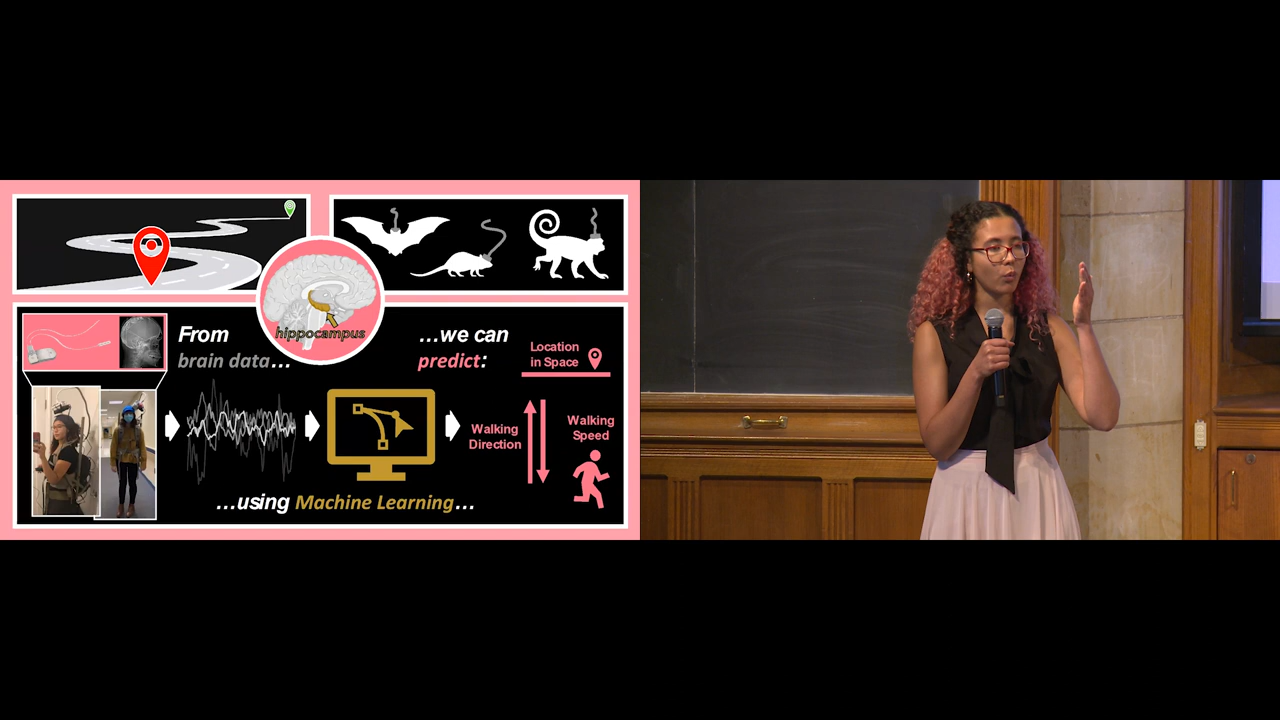 hippocampus
From
brain data...
...we can
predict:
Location
in Space
Walking
Direction
Walking
Speed
...using Machine Learning...